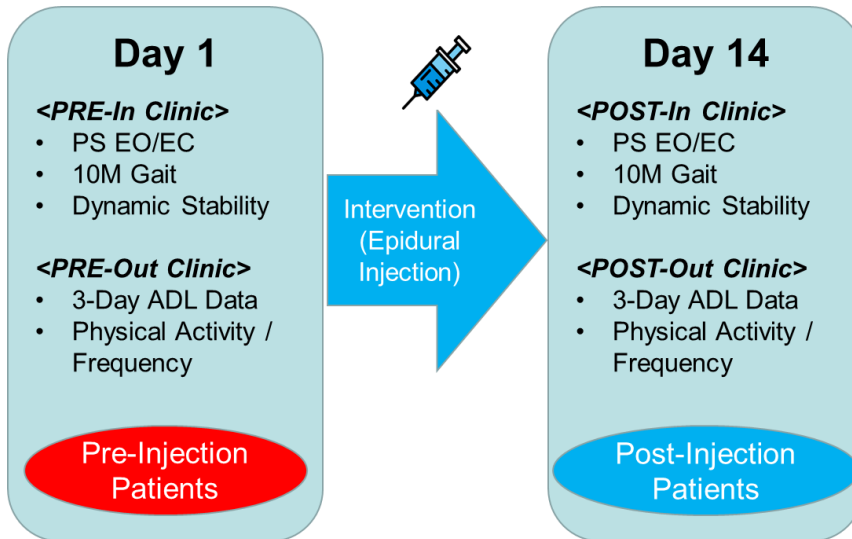 Day 1
<PRE-In Clinic>
• PS EO/EC
• 10M Gait
• Dynamic Stability
<PRE-Out Clinic>
• 3-Day ADL Data
• Physical Activity /
Frequency
Pre-Injection
Patients
Intervention
(Epidural
Injection)
Day 14
<POST-In Clinic>
• PS EO/EC
• 10M Gait
• Dynamic Stability
<POST-Out Clinic>
• 3-Day ADL Data
• Physical Activity /
Frequency
Post-Injection
Patients